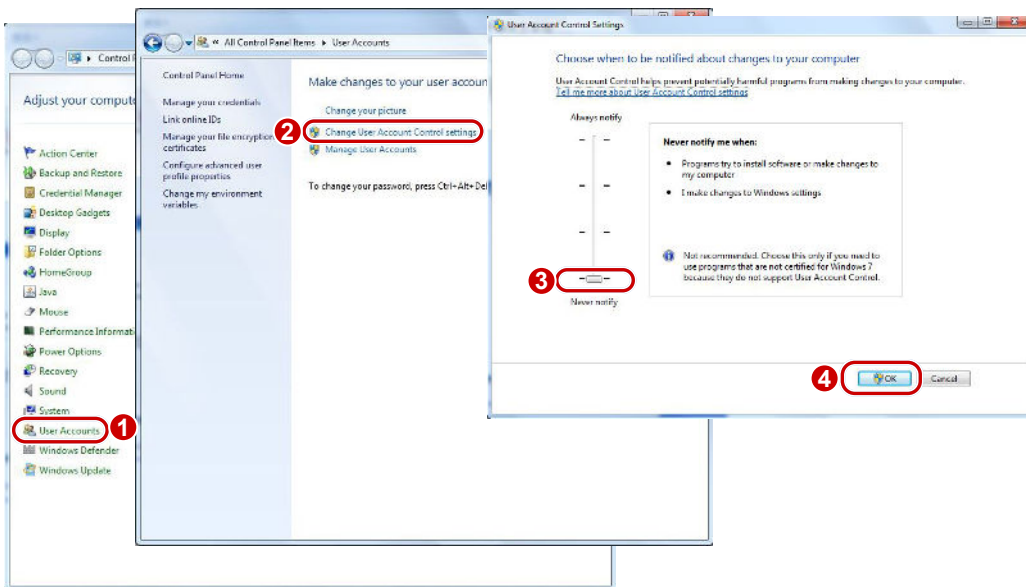 Control
Adjust your compute
Action Center
Backup and Restore
Credential Manager
Desktop Gadgets
Display
Folder Options
HomeGroup
Java
Mouse
Performance Informati
Power Options
Recovery
Sound
System
User Accounts
1
Windows Defender
Windows Update
« All Control Panel Items ▸ User Accounts
Control Panel Home
Manage your credentials
Link online IDs
Manage your file encryption
certificates
Configure advanced user
profile properties
Change my environment
variables
Make changes to your user accoun
Change your picture
2
Change User Account Control settings
Manage User Accounts
To change your password, press Ctrl+Alt+Del
User Account Control Settings
Choose when to be notified about changes to your computer
User Account Control helps prevent potentially harmful programs from making changes to your computer.
Tell me more about User Account Control settings
Always notify
Never notify me when:
• Programs try to install software or make changes to
my computer
• I make changes to Windows settings
Not recommended. Choose this only if you need to
use programs that are not certified for Windows 7
because they do not support User Account Control.
3
Never notify
4
OK
Cancel